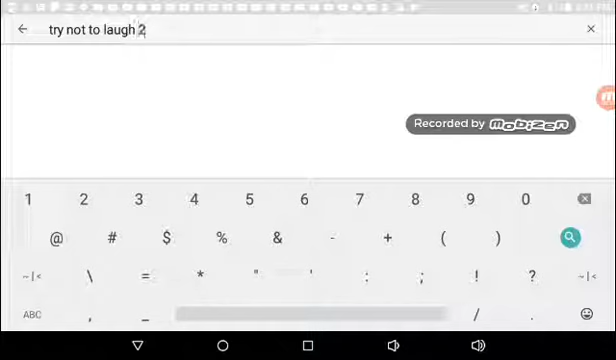 try not to laugh 2
Recorded by mobizen
1 2 3 4 5 6 7 8 9 0
@ # $ % & - + ( )
~|< \ = * " ' : ; ! ? ~|<
ABC , _ / .